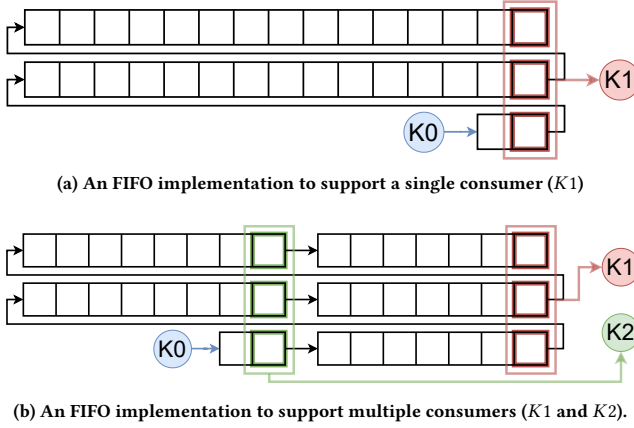 K1
K0
(a) An FIFO implementation to support a single consumer (K1)
K1
K0
K2
(b) An FIFO implementation to support multiple consumers (K1 and K2).